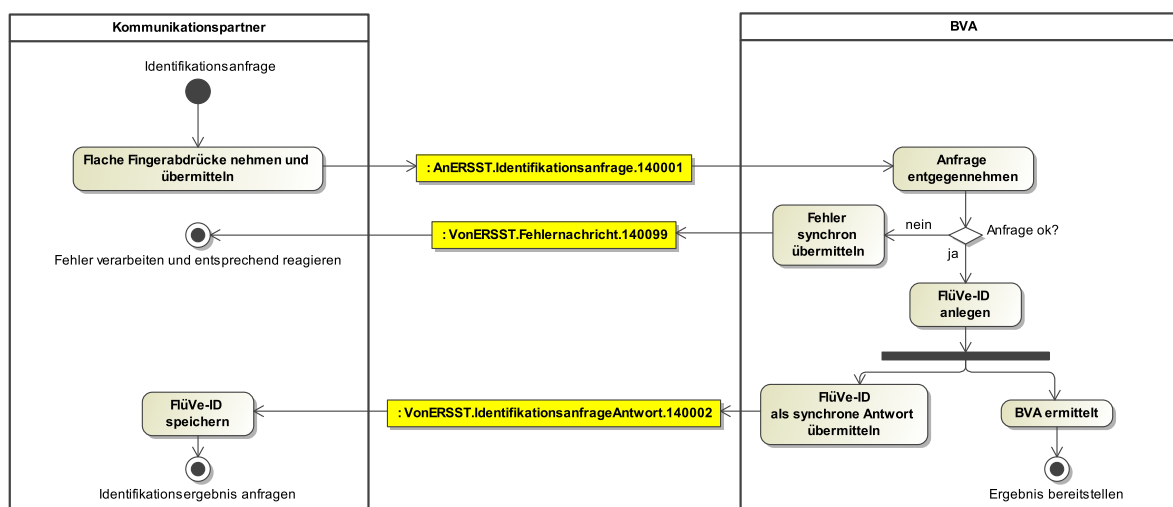 Kommunikationspartner
BVA
Identifikationsanfrage
Flache Fingerabdrücke nehmen und
übermitteln
: AnERSST.Identifikationsanfrage.140001
Anfrage
entgegennehmen
Fehler
synchron
übermitteln
nein
Anfrage ok?
ja
: VonERSST.Fehlernachricht.140099
Fehler verarbeiten und entsprechend reagieren
FlüVe-ID
anlegen
FlüVe-ID
speichern
: VonERSST.IdentifikationsanfrageAntwort.140002
FlüVe-ID
als synchrone Antwort
übermitteln
BVA ermittelt
Identifikationsergebnis anfragen
Ergebnis bereitstellen